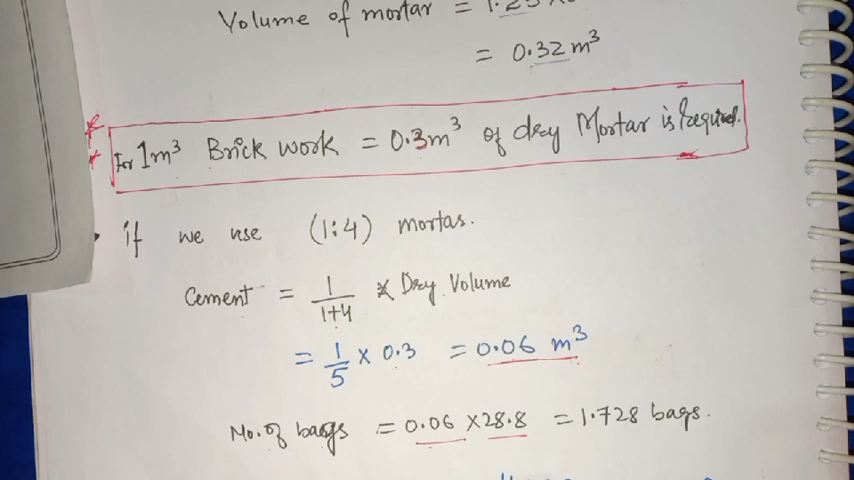 Volume of mortar = 1.25 x
= 0.32 m³
For 1m³ Brick work = 0.3m³ of dry Mortar is Required.
if we use (1:4) mortar.
Cement = 1/(1+4) x Dry Volume
= 1/5 x 0.3 = 0.06 m³
No. of bags = 0.06 x 28.8 = 1.728 bags.